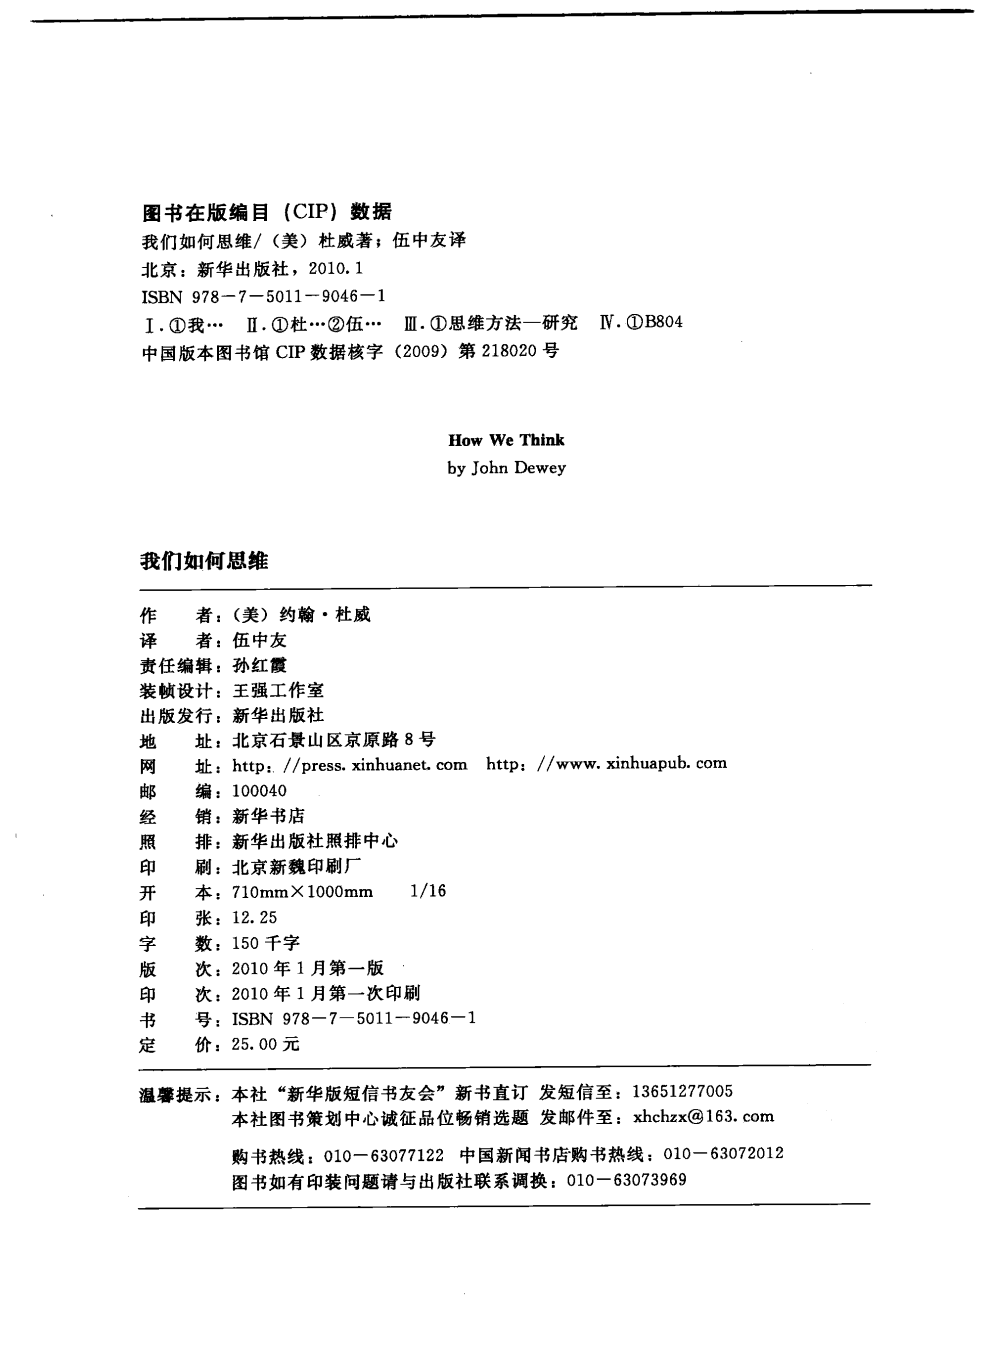 图书在版编目（CIP）数据
我们如何思维/（美）杜威著；伍中友译
北京：新华出版社，2010.1
ISBN 978－7－5011－9046－1
Ⅰ.①我… Ⅱ.①杜…②伍… Ⅲ.①思维方法—研究 Ⅳ.①B804
中国版本图书馆 CIP 数据核字（2009）第 218020 号
How We Think
by John Dewey
我们如何思维
作 者：（美）约翰·杜威
译 者：伍中友
责任编辑：孙红霞
装帧设计：王强工作室
出版发行：新华出版社
地 址：北京石景山区京原路 8 号
网 址：http：//press. xinhuanet. com http：//www. xinhuapub. com
邮 编：100040
经 销：新华书店
照 排：新华出版社照排中心
印 刷：北京新魏印刷厂
开 本：710mm×1000mm 1/16
印 张：12.25
字 数：150 千字
版 次：2010 年 1 月第一版
印 次：2010 年 1 月第一次印刷
书 号：ISBN 978－7－5011－9046－1
定 价：25.00 元
温馨提示：本社“新华版短信书友会”新书直订 发短信至：13651277005
本社图书策划中心诚征品位畅销选题 发邮件至：xhchzx@163. com
购书热线：010－63077122 中国新闻书店购书热线：010－63072012
图书如有印装问题请与出版社联系调换：010－63073969